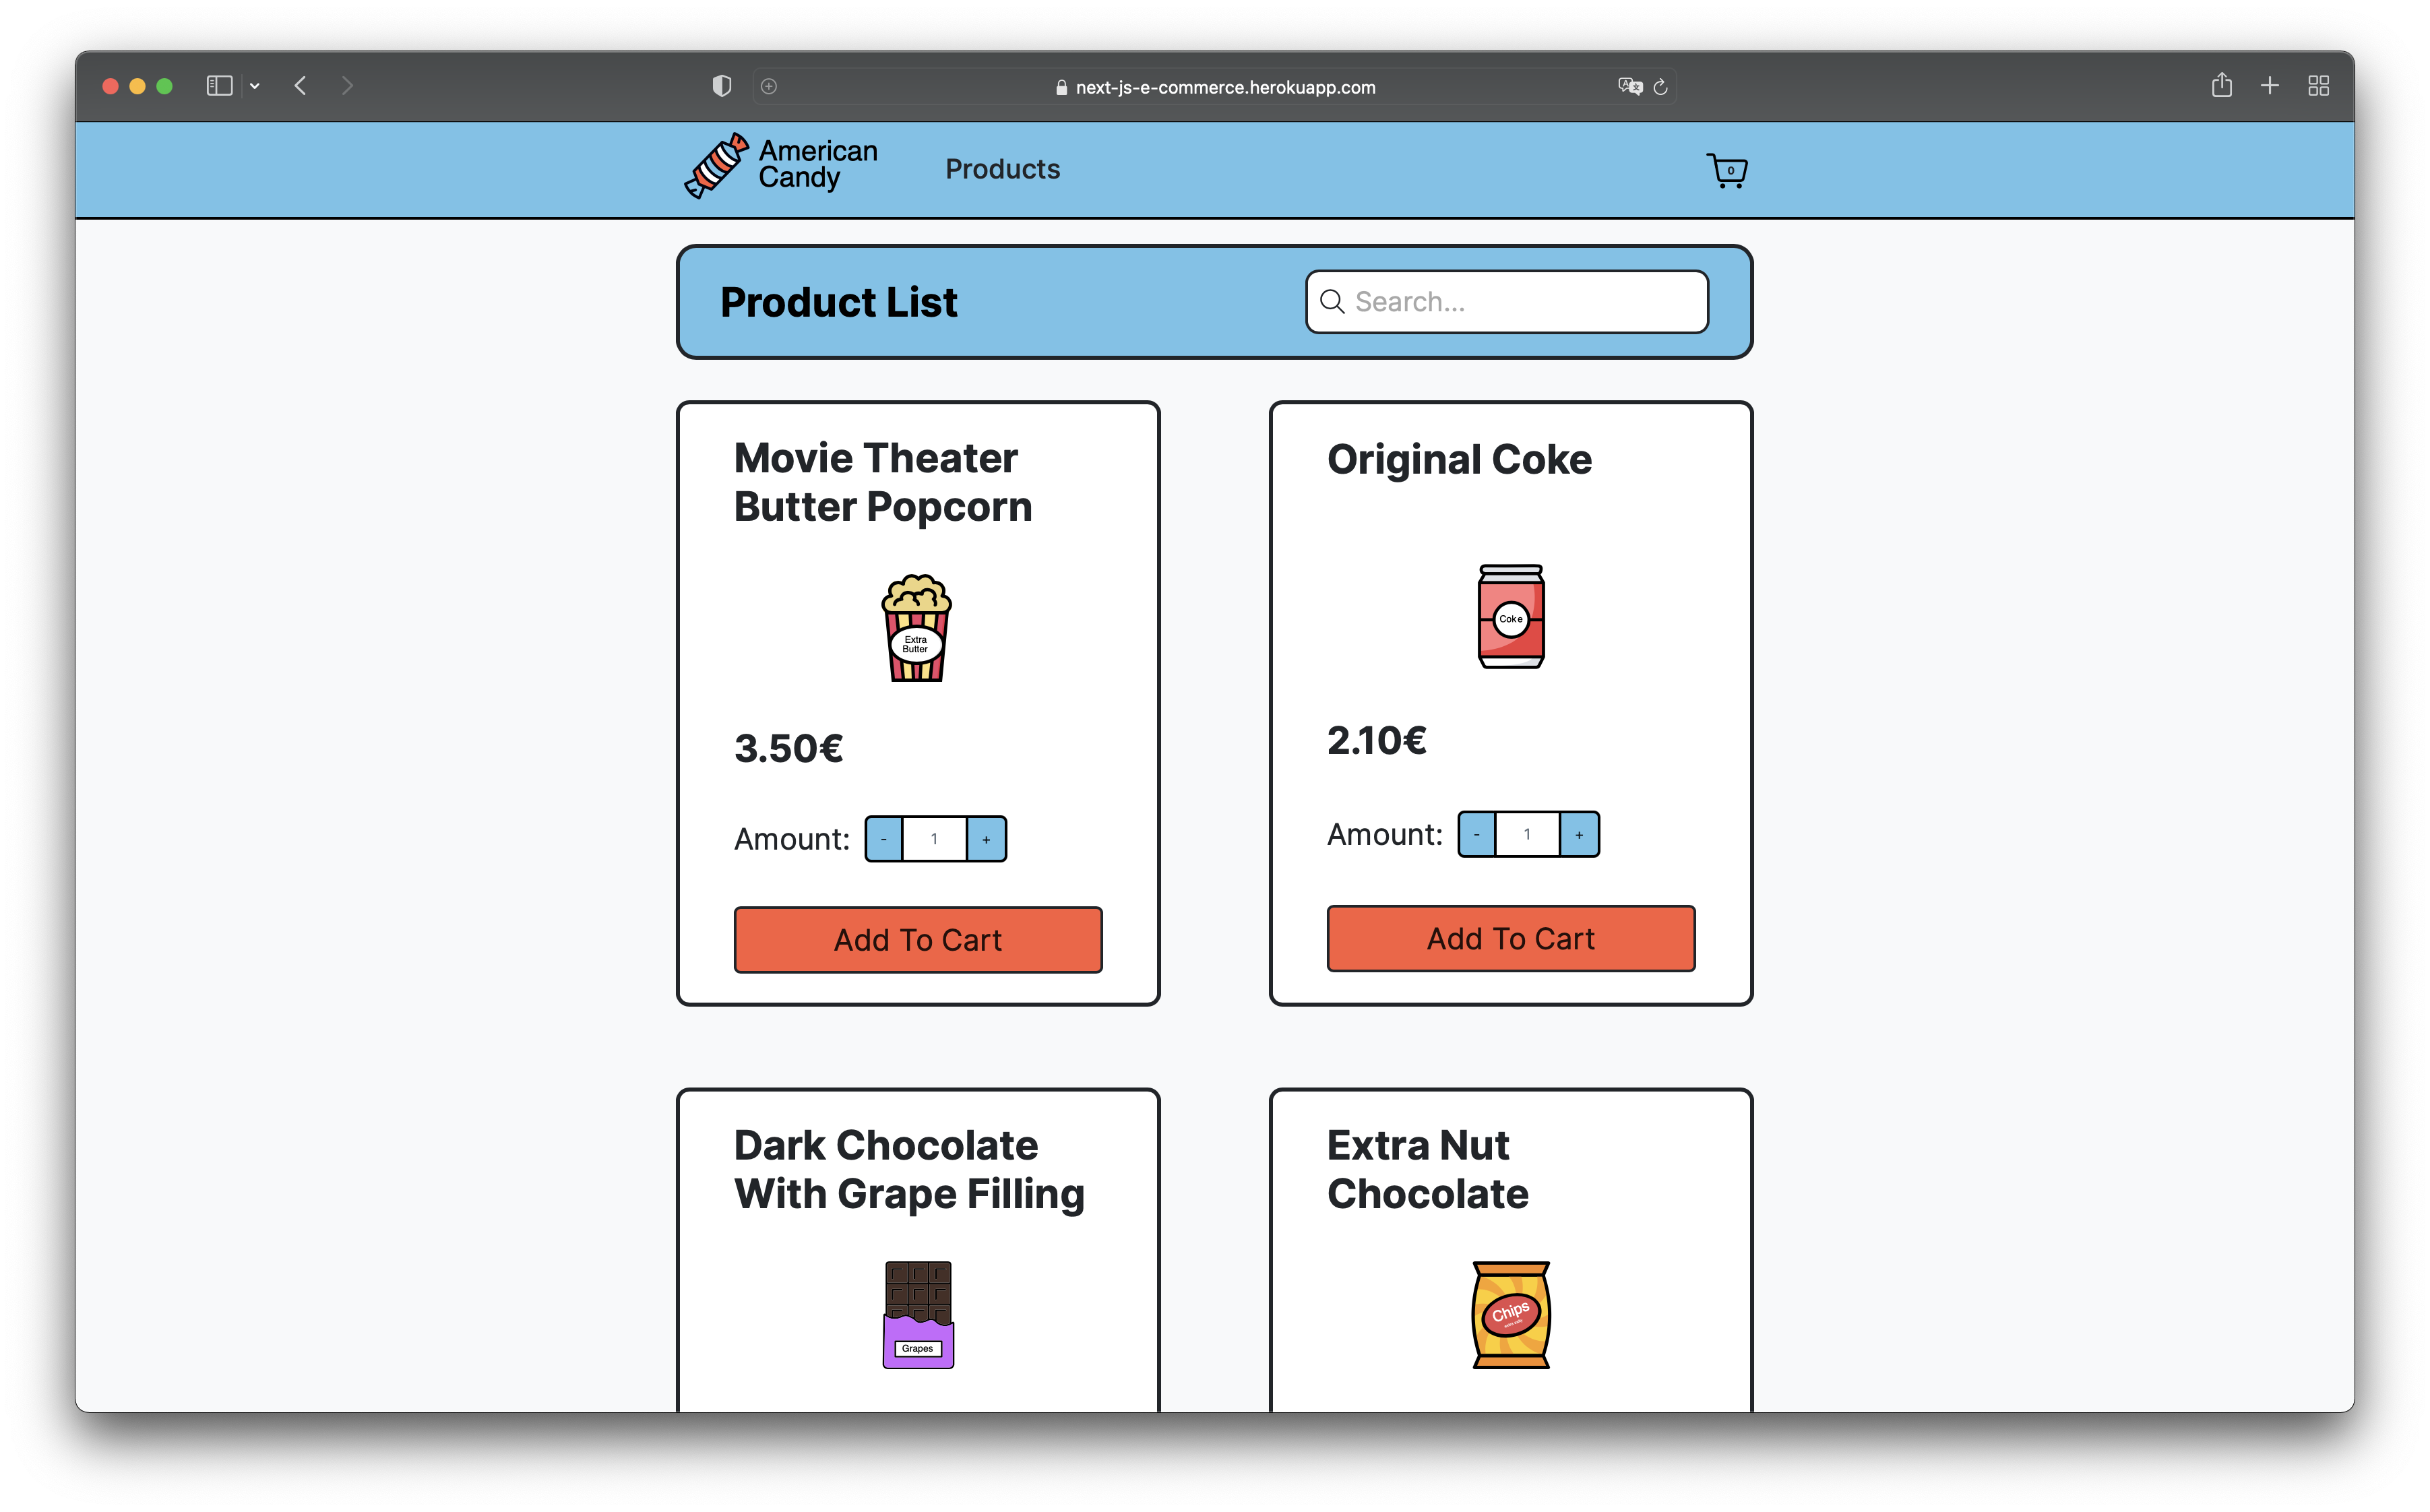 next-js-e-commerce.herokuapp.com
American
Candy
Products
0
Product List
Search...
Movie Theater
Butter Popcorn
Extra
Butter
3.50€
Amount: - 1 +
Add To Cart
Original Coke
Coke
2.10€
Amount: - 1 +
Add To Cart
Dark Chocolate
With Grape Filling
Grapes
Extra Nut
Chocolate
Chips